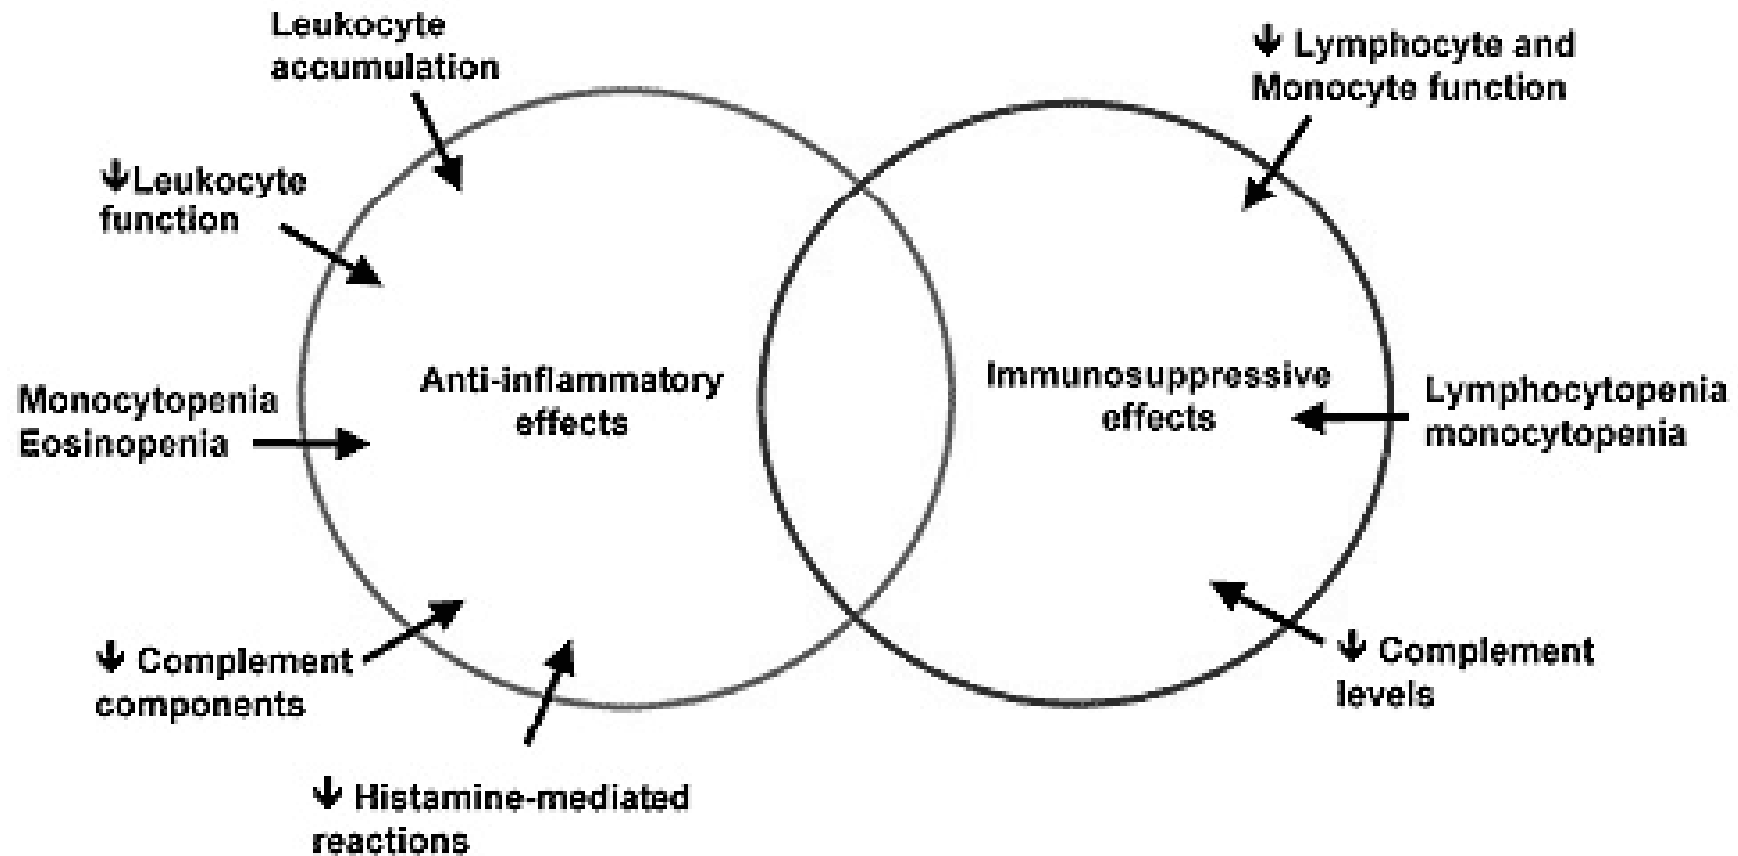 Leukocyte
accumulation
↓ Lymphocyte and
Monocyte function
↓Leukocyte
function
Anti-inflammatory
effects
Immunosuppressive
effects
Monocytopenia
Eosinopenia
Lymphocytopenia
monocytopenia
↓ Complement
components
↓ Complement
levels
↓ Histamine-mediated
reactions